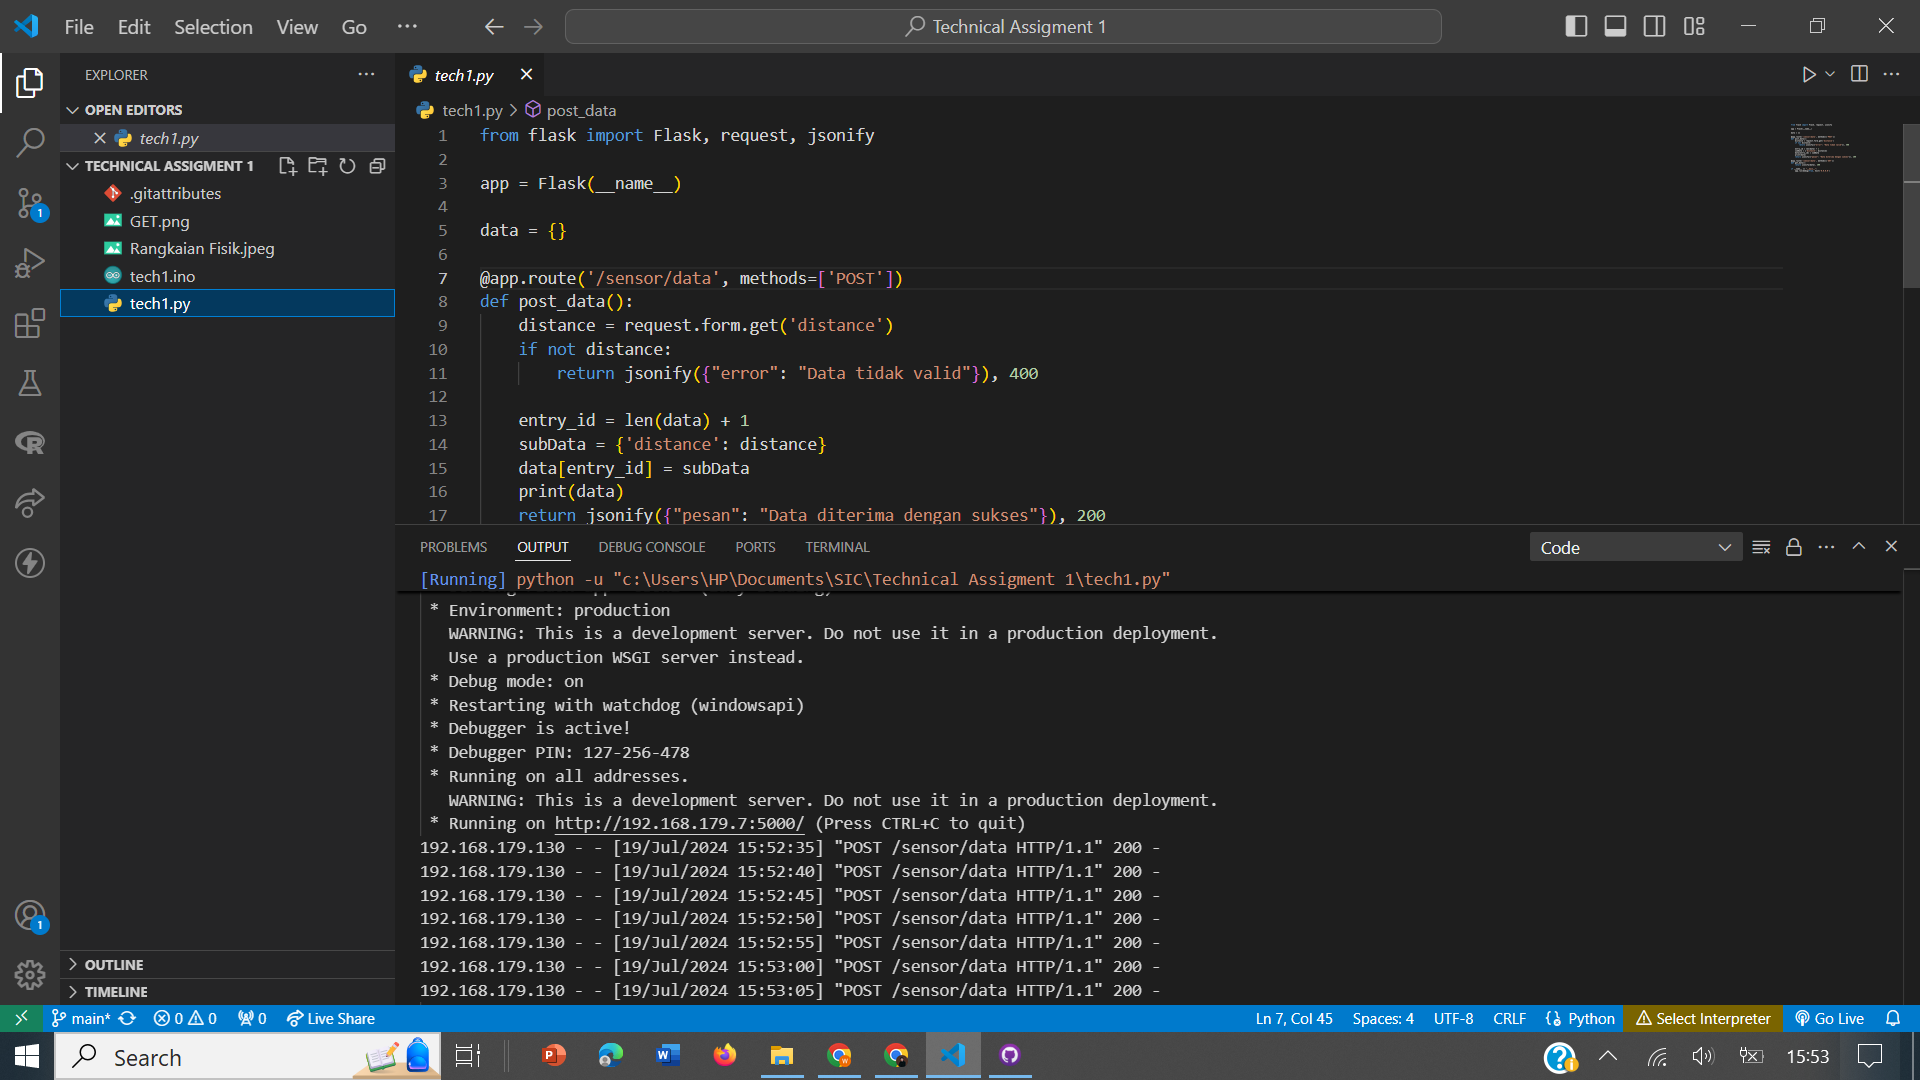 File Edit Selection View Go ··· Technical Assigment 1
EXPLORER
OPEN EDITORS
tech1.py
TECHNICAL ASSIGMENT 1
.gitattributes
GET.png
Rangkaian Fisik.jpeg
tech1.ino
tech1.py
OUTLINE
TIMELINE
tech1.py
tech1.py > post_data
1 from flask import Flask, request, jsonify
2
3 app = Flask(__name__)
4
5 data = {}
6
7 @app.route('/sensor/data', methods=['POST'])
8 def post_data():
9 distance = request.form.get('distance')
10 if not distance:
11 return jsonify({"error": "Data tidak valid"}), 400
12
13 entry_id = len(data) + 1
14 subData = {'distance': distance}
15 data[entry_id] = subData
16 print(data)
17 return jsonify({"pesan": "Data diterima dengan sukses"}), 200
PROBLEMS OUTPUT DEBUG CONSOLE PORTS TERMINAL Code
[Running] python -u "c:\Users\HP\Documents\SIC\Technical Assigment 1\tech1.py"
* Environment: production
WARNING: This is a development server. Do not use it in a production deployment.
Use a production WSGI server instead.
* Debug mode: on
* Restarting with watchdog (windowsapi)
* Debugger is active!
* Debugger PIN: 127-256-478
* Running on all addresses.
WARNING: This is a development server. Do not use it in a production deployment.
* Running on http://192.168.179.7:5000/ (Press CTRL+C to quit)
192.168.179.130 - - [19/Jul/2024 15:52:35] "POST /sensor/data HTTP/1.1" 200 -
192.168.179.130 - - [19/Jul/2024 15:52:40] "POST /sensor/data HTTP/1.1" 200 -
192.168.179.130 - - [19/Jul/2024 15:52:45] "POST /sensor/data HTTP/1.1" 200 -
192.168.179.130 - - [19/Jul/2024 15:52:50] "POST /sensor/data HTTP/1.1" 200 -
192.168.179.130 - - [19/Jul/2024 15:52:55] "POST /sensor/data HTTP/1.1" 200 -
192.168.179.130 - - [19/Jul/2024 15:53:00] "POST /sensor/data HTTP/1.1" 200 -
192.168.179.130 - - [19/Jul/2024 15:53:05] "POST /sensor/data HTTP/1.1" 200 -
main* 0 0 0 Live Share Ln 7, Col 45 Spaces: 4 UTF-8 CRLF Python Select Interpreter Go Live
Search 15:53